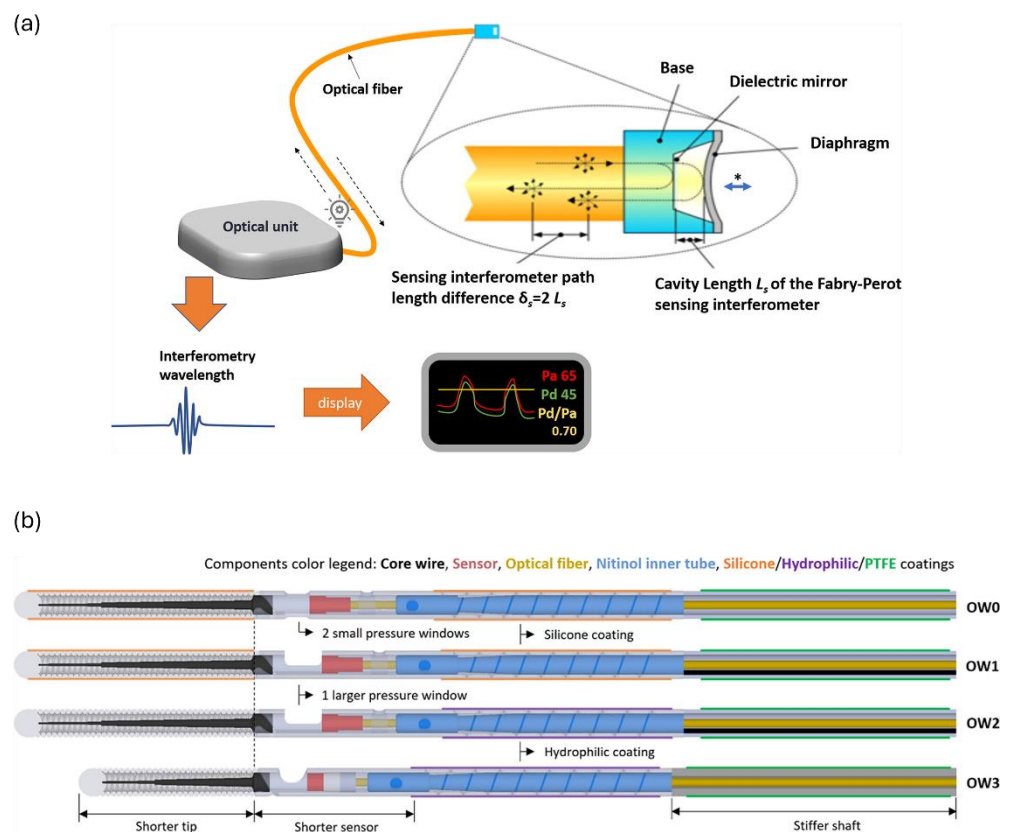 (a)
Optical fiber
Base
Dielectric mirror
Diaphragm
*
Optical unit
Sensing interferometer path
length difference δs=2 Ls
Cavity Length Ls of the Fabry-Perot
sensing interferometer
Interferometry
wavelength
display
Pa 65
Pd 45
Pd/Pa
0.70
(b)
Components color legend: Core wire, Sensor, Optical fiber, Nitinol inner tube, Silicone/Hydrophilic/PTFE coatings
OW0
2 small pressure windows
Silicone coating
OW1
1 larger pressure window
OW2
Hydrophilic coating
OW3
Shorter tip
Shorter sensor
Stiffer shaft